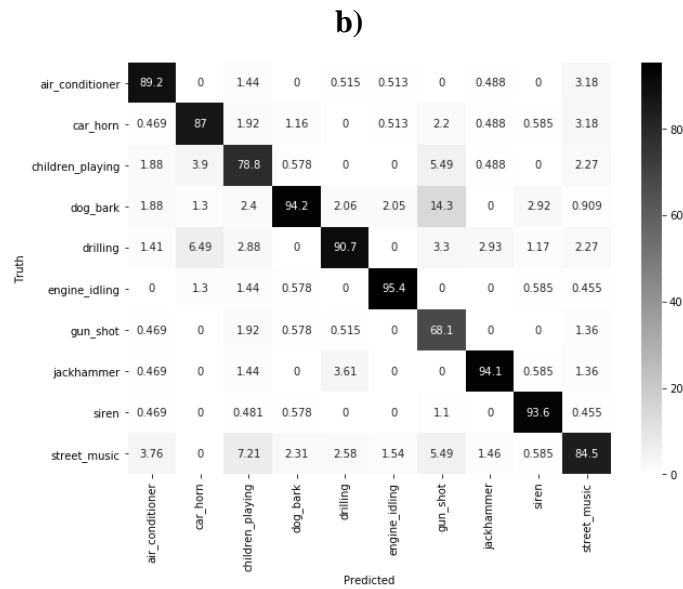 b)
air_conditioner 89.2 0 1.44 0 0.515 0.513 0 0.488 0 3.18
car_horn 0.469 87 1.92 1.16 0 0.513 2.2 0.488 0.585 3.18
children_playing 1.88 3.9 78.8 0.578 0 0 5.49 0.488 0 2.27
dog_bark 1.88 1.3 2.4 94.2 2.06 2.05 14.3 0 2.92 0.909
drilling 1.41 6.49 2.88 0 90.7 0 3.3 2.93 1.17 2.27
engine_idling 0 1.3 1.44 0.578 0 95.4 0 0 0.585 0.455
gun_shot 0.469 0 1.92 0.578 0.515 0 68.1 0 0 1.36
jackhammer 0.469 0 1.44 0 3.61 0 0 94.1 0.585 1.36
siren 0.469 0 0.481 0.578 0 0 1.1 0 93.6 0.455
street_music 3.76 0 7.21 2.31 2.58 1.54 5.49 1.46 0.585 84.5
Truth
air_conditioner
car_horn
children_playing
dog_bark
drilling
engine_idling
gun_shot
jackhammer
siren
street_music
Predicted
80
60
40
20
0